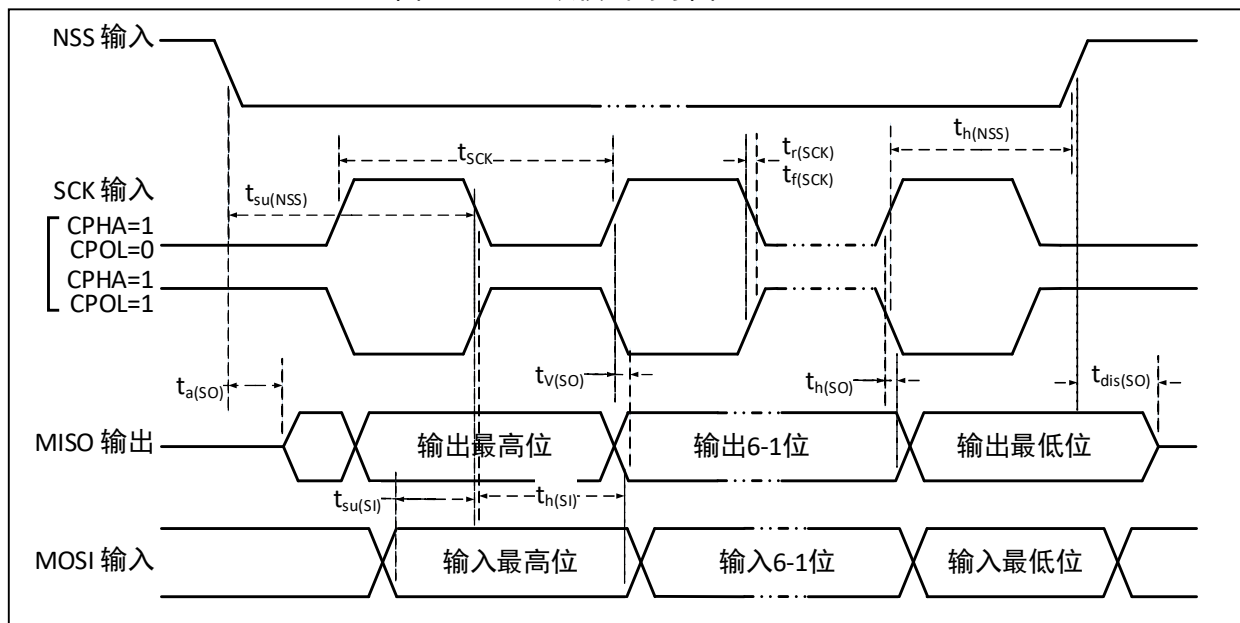 NSS 输入
t_h(NSS)
t_SCK
t_r(SCK)
t_f(SCK)
SCK 输入
t_su(NSS)
CPHA=1
CPOL=0
CPHA=1
CPOL=1
t_a(SO)
t_V(SO)
t_h(SO)
t_dis(SO)
MISO 输出
输出最高位
输出6-1位
输出最低位
t_su(SI)
t_h(SI)
MOSI 输入
输入最高位
输入6-1位
输入最低位